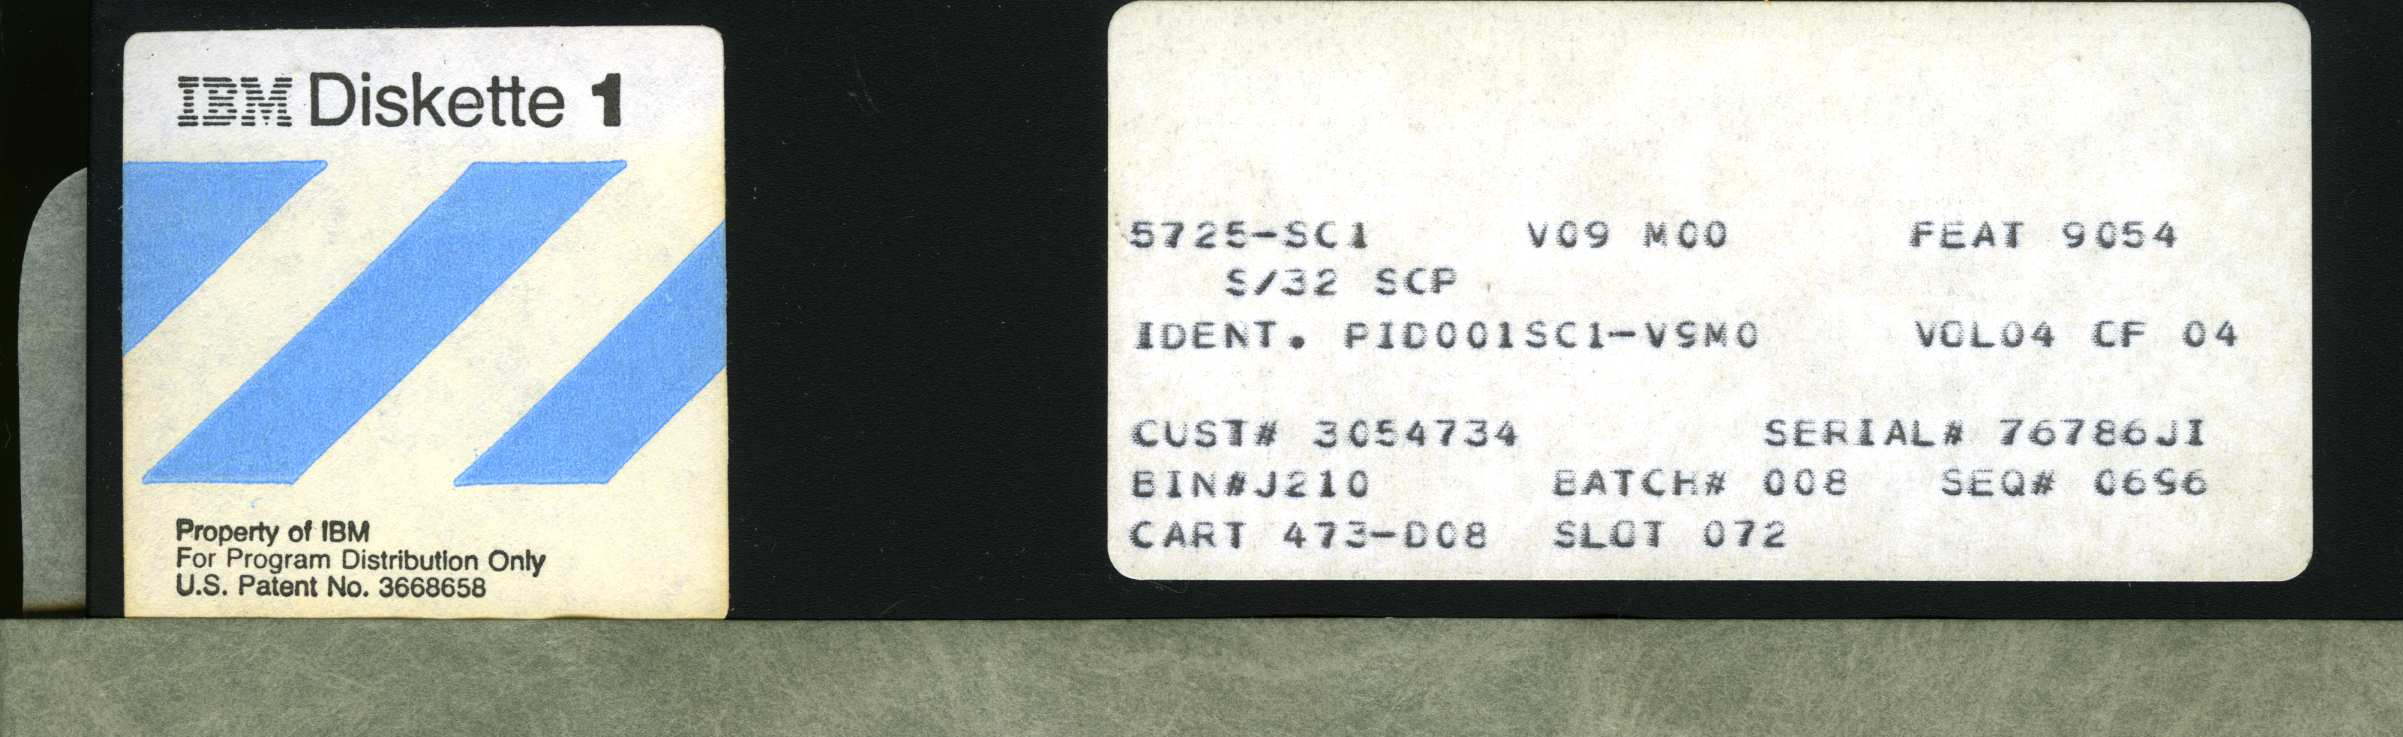 IBM Diskette 1
Property of IBM
For Program Distribution Only
U.S. Patent No. 3668658
5725-SC1 V09 M00 FEAT 9054
S/32 SCP
IDENT. PID001SC1-V9M0 VOL04 OF 04
CUST# 3054734 SERIAL# 76786JI
BIN#J210 BATCH# 008 SEQ# 0696
CART 473-D08 SLOT 072